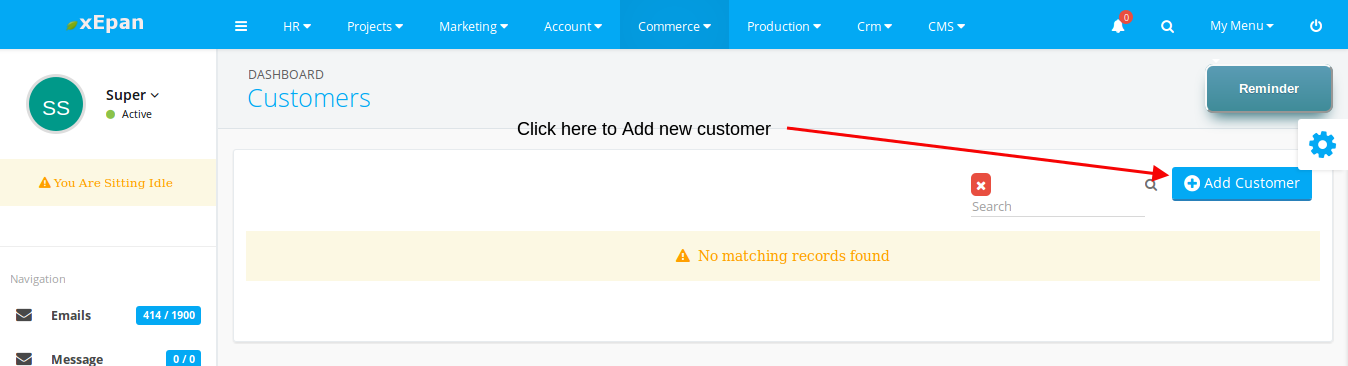 xEpan
HR
Projects
Marketing
Account
Commerce
Production
Crm
CMS
0
My Menu
SS
Super
Active
DASHBOARD
Customers
Reminder
Click here to Add new customer
You Are Sitting Idle
Add Customer
Search
No matching records found
Navigation
Emails
414 / 1900
Message
0 / 0